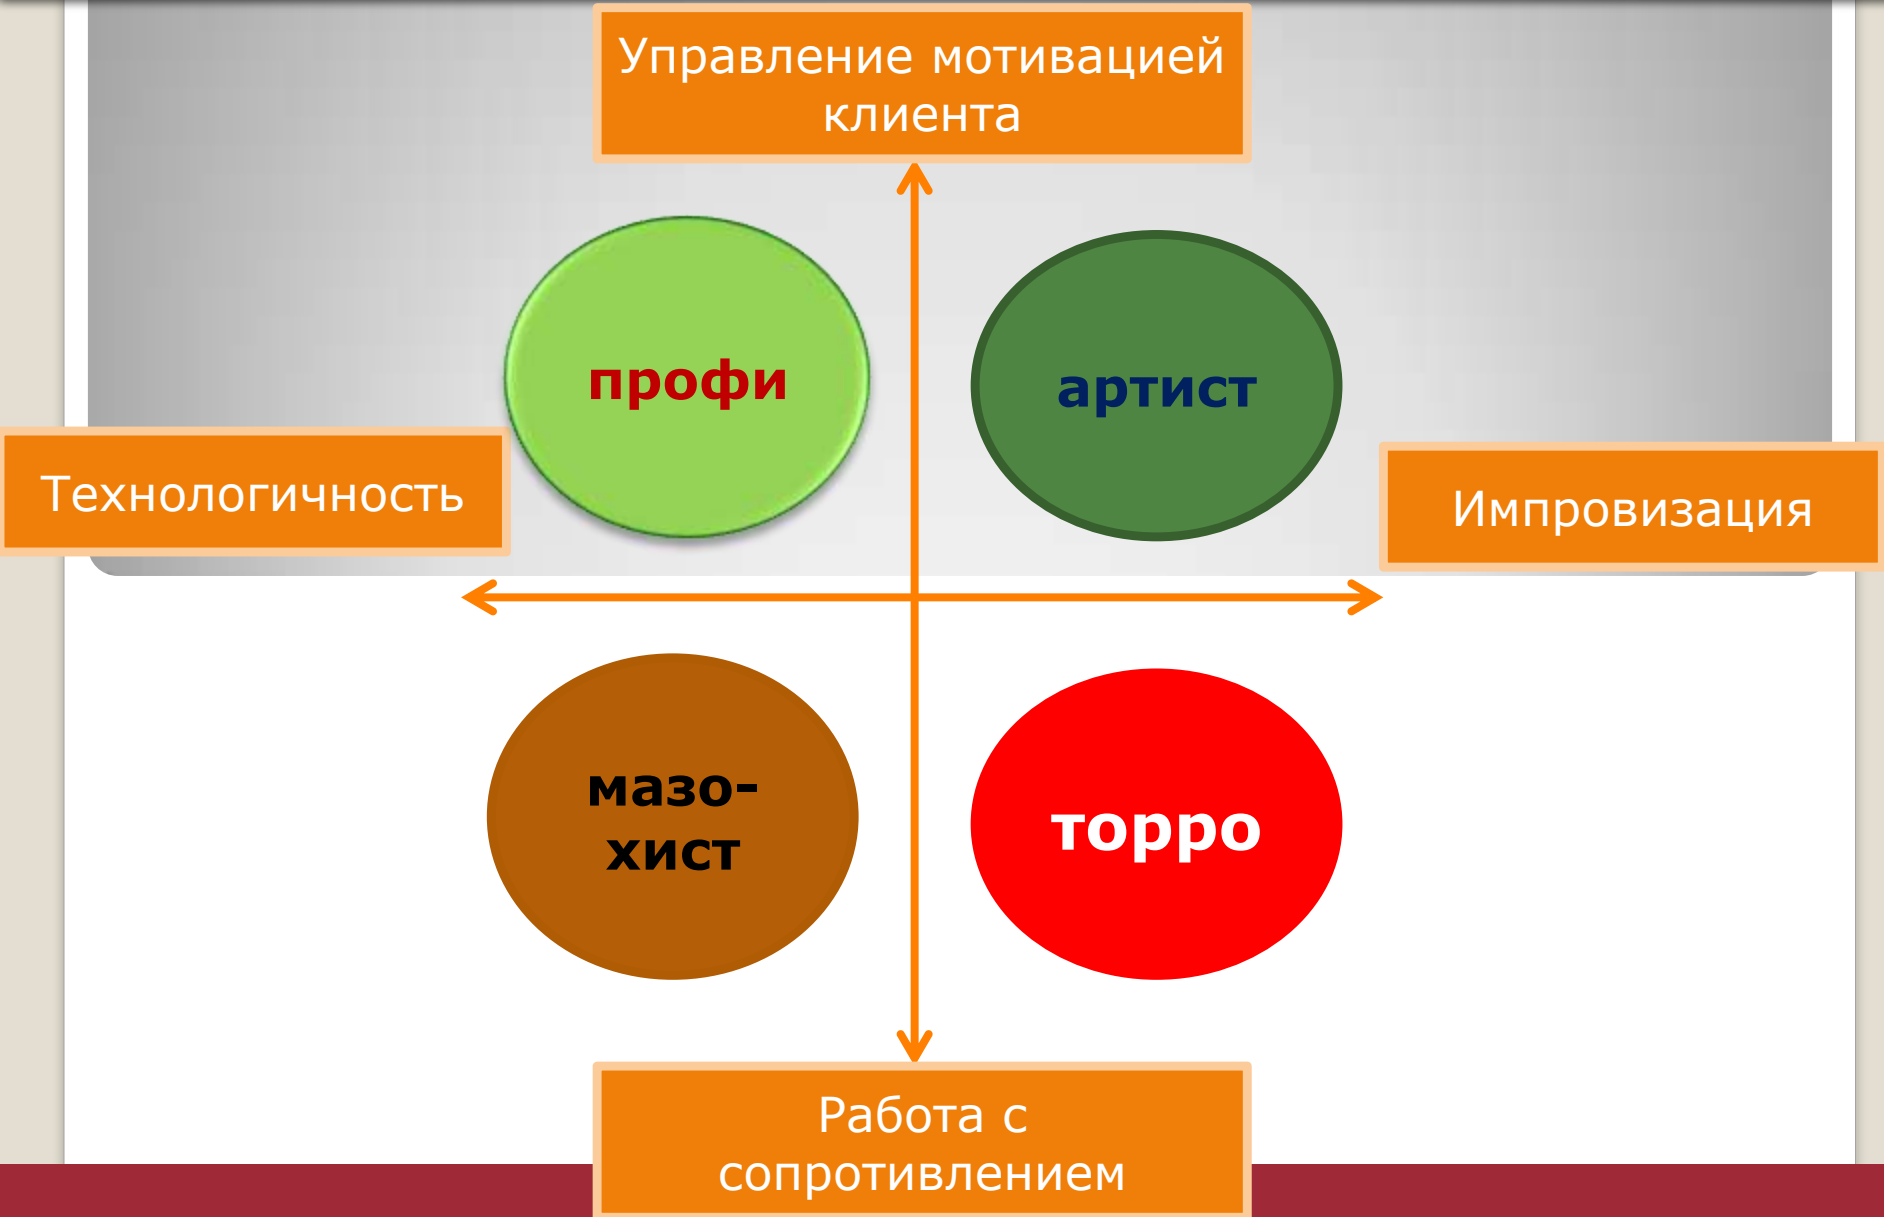 Управление мотивацией
клиента
профи
артист
Технологичность
Импровизация
мазо-
хист
торро
Работа с
сопротивлением